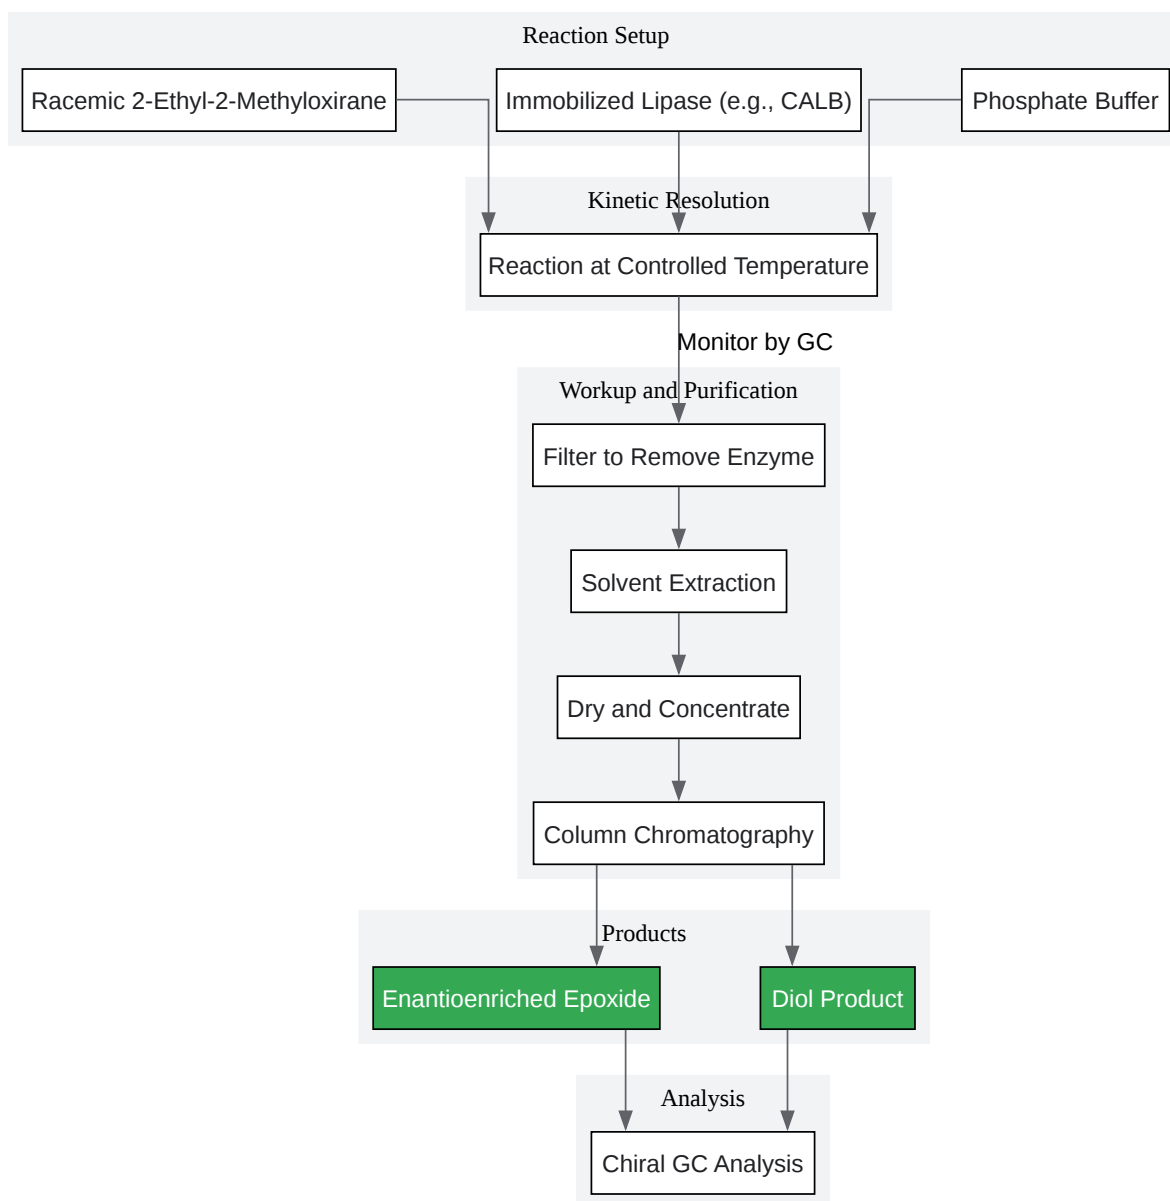 Reaction Setup
Racemic 2-Ethyl-2-Methyloxirane
Immobilized Lipase (e.g., CALB)
Phosphate Buffer
Kinetic Resolution
Reaction at Controlled Temperature
Monitor by GC
Workup and Purification
Filter to Remove Enzyme
Solvent Extraction
Dry and Concentrate
Column Chromatography
Products
Enantioenriched Epoxide
Diol Product
Analysis
Chiral GC Analysis